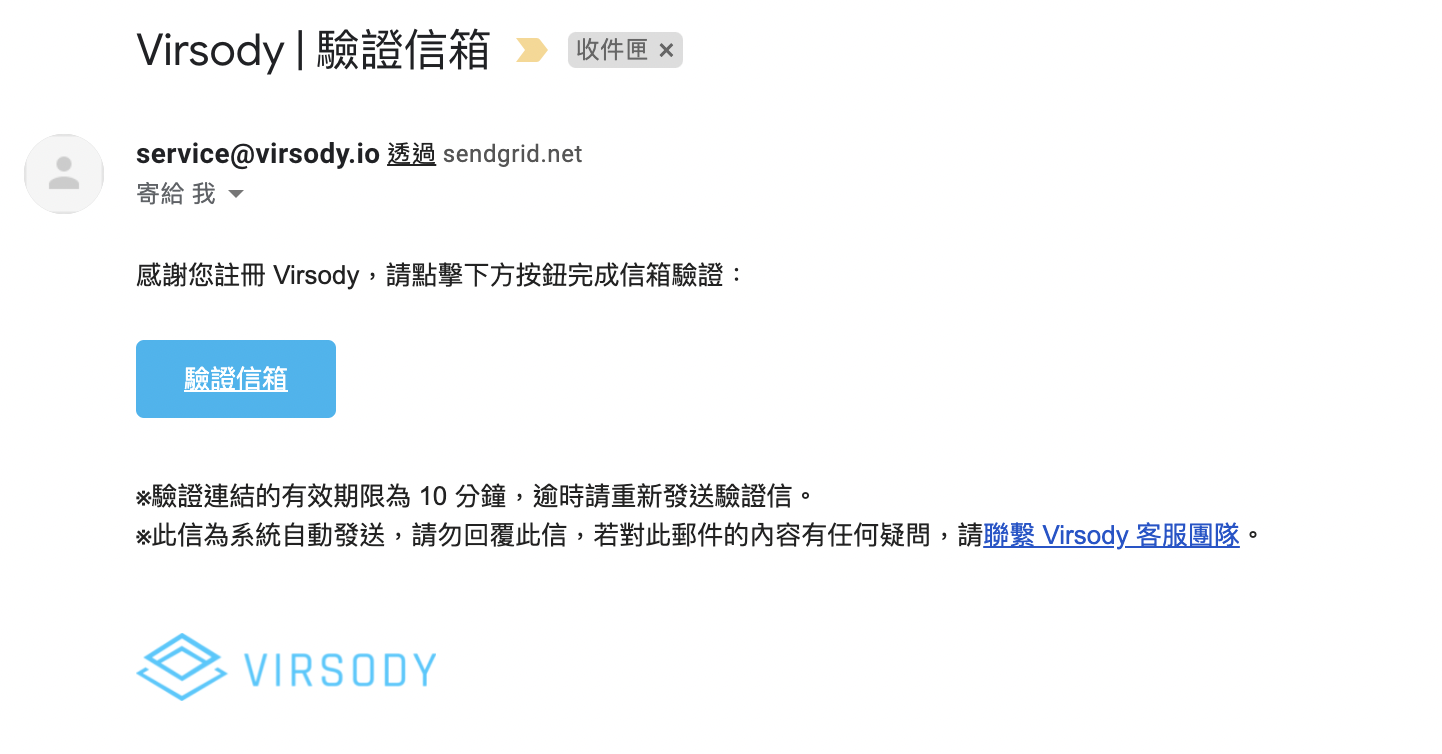 Virsody | 驗證信箱 收件匣 ×
service@virsody.io 透過 sendgrid.net
寄給 我
感謝您註冊 Virsody，請點擊下方按鈕完成信箱驗證：
驗證信箱
※驗證連結的有效期限為 10 分鐘，逾時請重新發送驗證信。
※此信為系統自動發送，請勿回覆此信，若對此郵件的內容有任何疑問，請聯繫 Virsody 客服團隊。
VIRSODY